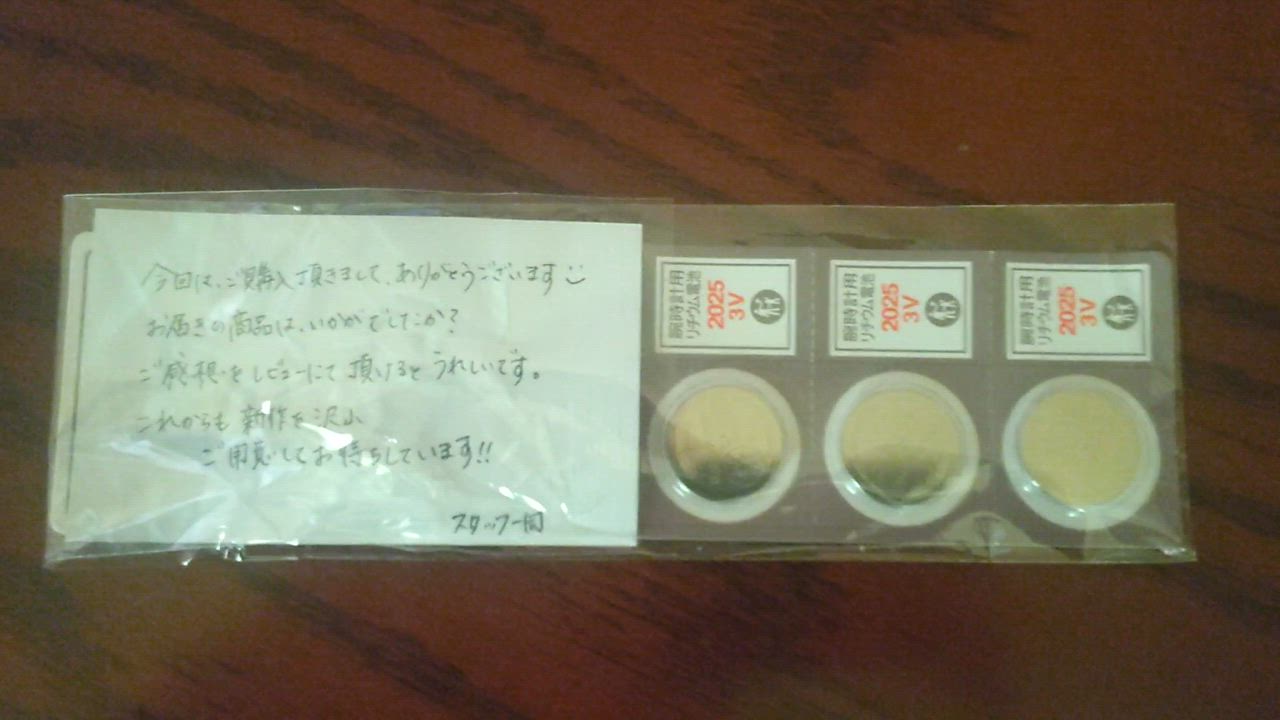 今回は、ご購入頂きまして、ありがとうございます
お届きの商品は、いかがでしたか?
ご感想をレビューにて頂けるとうれしいです。
これからも新作を沢山
ご用意してお待ちしています!!
スタッフ一同
腕時計用
リチウム電池
2025
3V
腕時計用
リチウム電池
2025
3V
腕時計用
リチウム電池
2025
3V